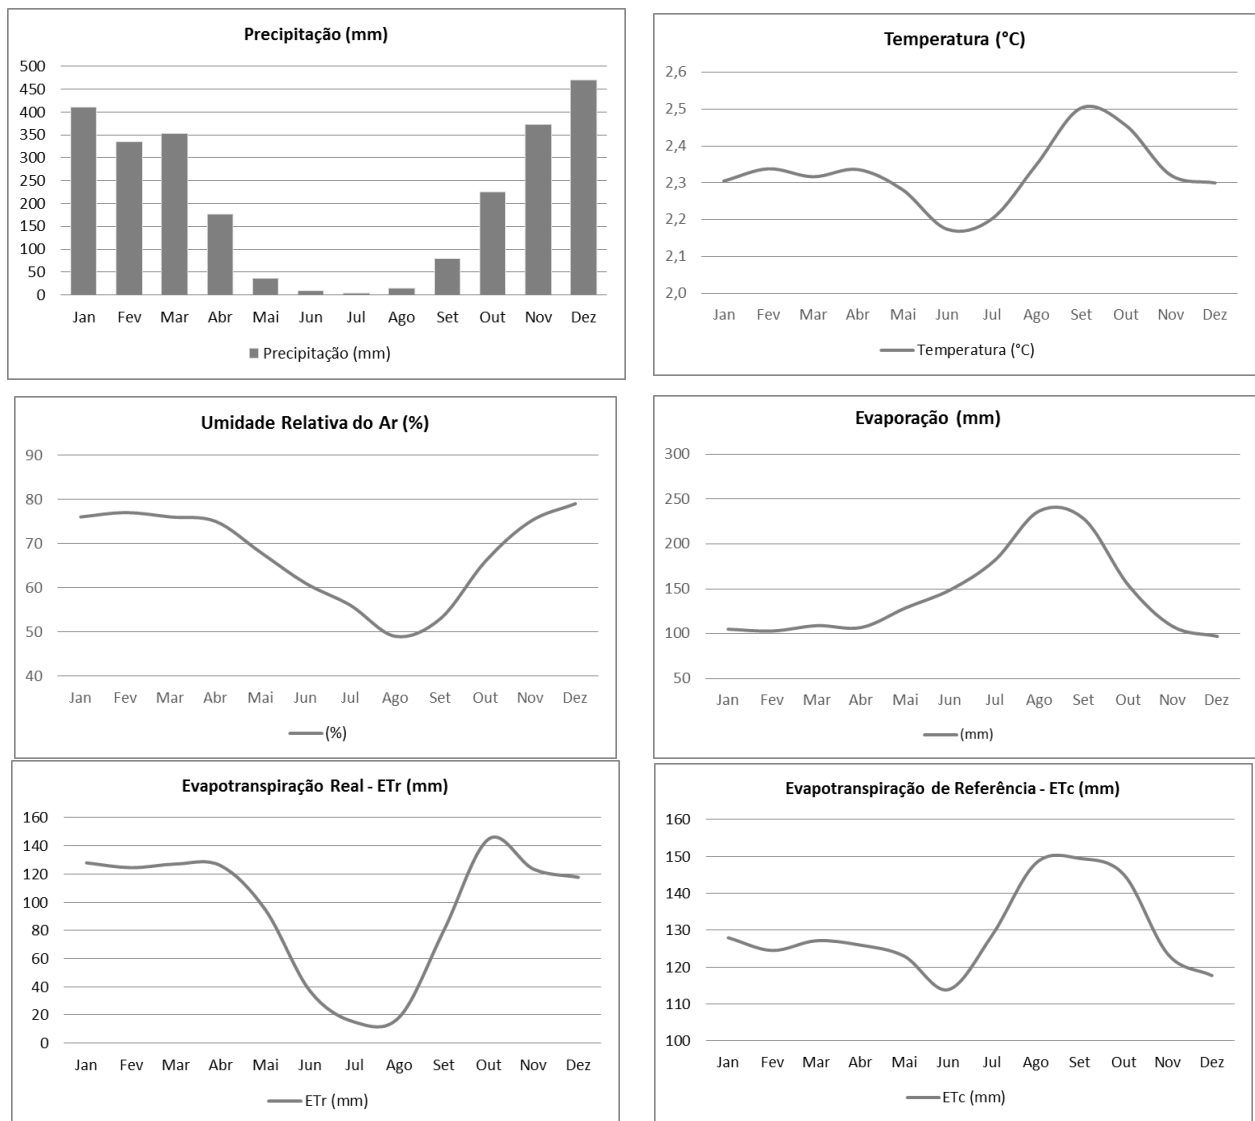 Precipitação (mm)
500
450
400
350
300
250
200
150
100
50
0
Jan Fev Mar Abr Mai Jun Jul Ago Set Out Nov Dez
Precipitação (mm)
Temperatura (°C)
2,6
2,5
2,4
2,3
2,2
2,1
2,0
Jan Fev Mar Abr Mai Jun Jul Ago Set Out Nov Dez
Temperatura (°C)
Umidade Relativa do Ar (%)
90
80
70
60
50
40
Jan Fev Mar Abr Mai Jun Jul Ago Set Out Nov Dez
(%)
Evaporação (mm)
300
250
200
150
100
50
Jan Fev Mar Abr Mai Jun Jul Ago Set Out Nov Dez
(mm)
Evapotranspiração Real - ETr (mm)
160
140
120
100
80
60
40
20
0
Jan Fev Mar Abr Mai Jun Jul Ago Set Out Nov Dez
ETr (mm)
Evapotranspiração de Referência - ETc (mm)
160
150
140
130
120
110
100
Jan Fev Mar Abr Mai Jun Jul Ago Set Out Nov Dez
ETc (mm)